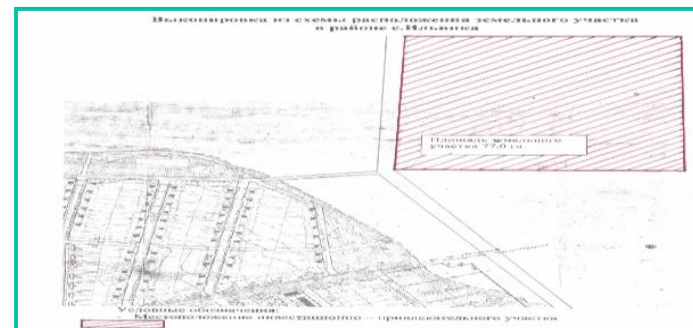 Выкопировка из схемы расположения земельного участка
в районе с.Ильинка
Площадь земельного
участка 77,0 га
Условные обозначения:
Местоположение инвестиционно – привлекательного участка